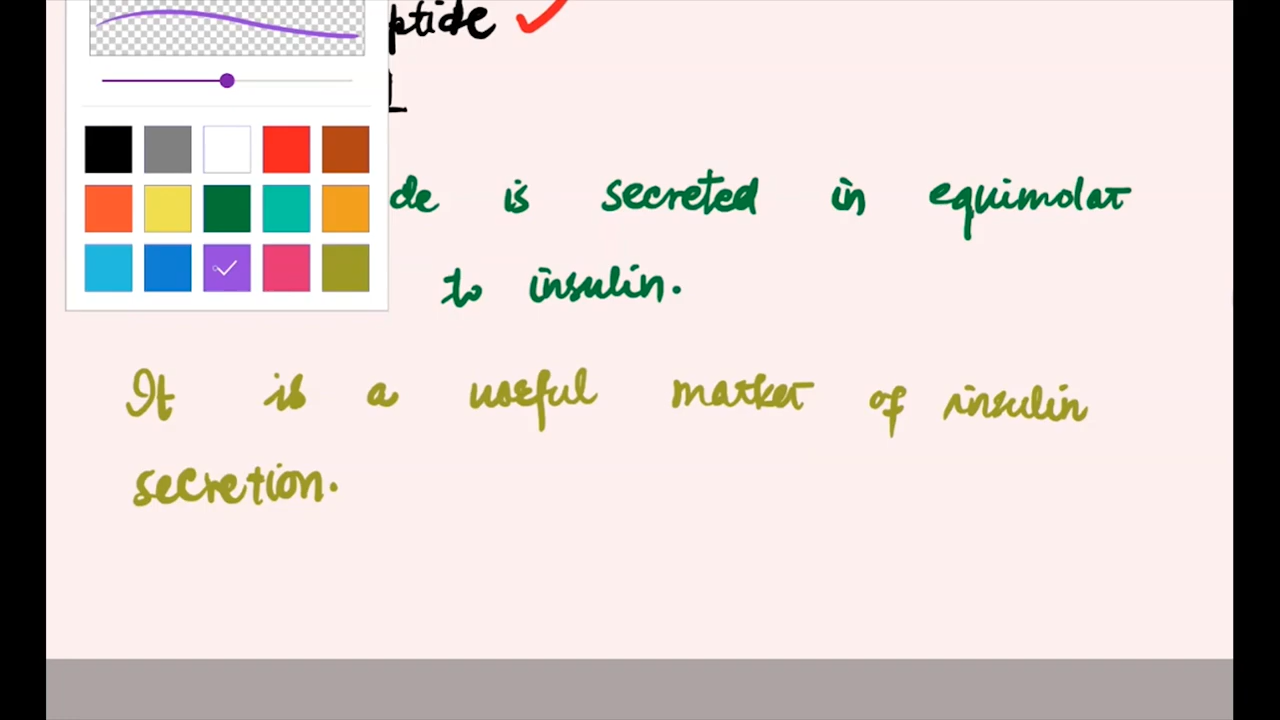 ptide
de is secreted in equimolar
to insulin.
It is a useful marker of insulin
secretion.